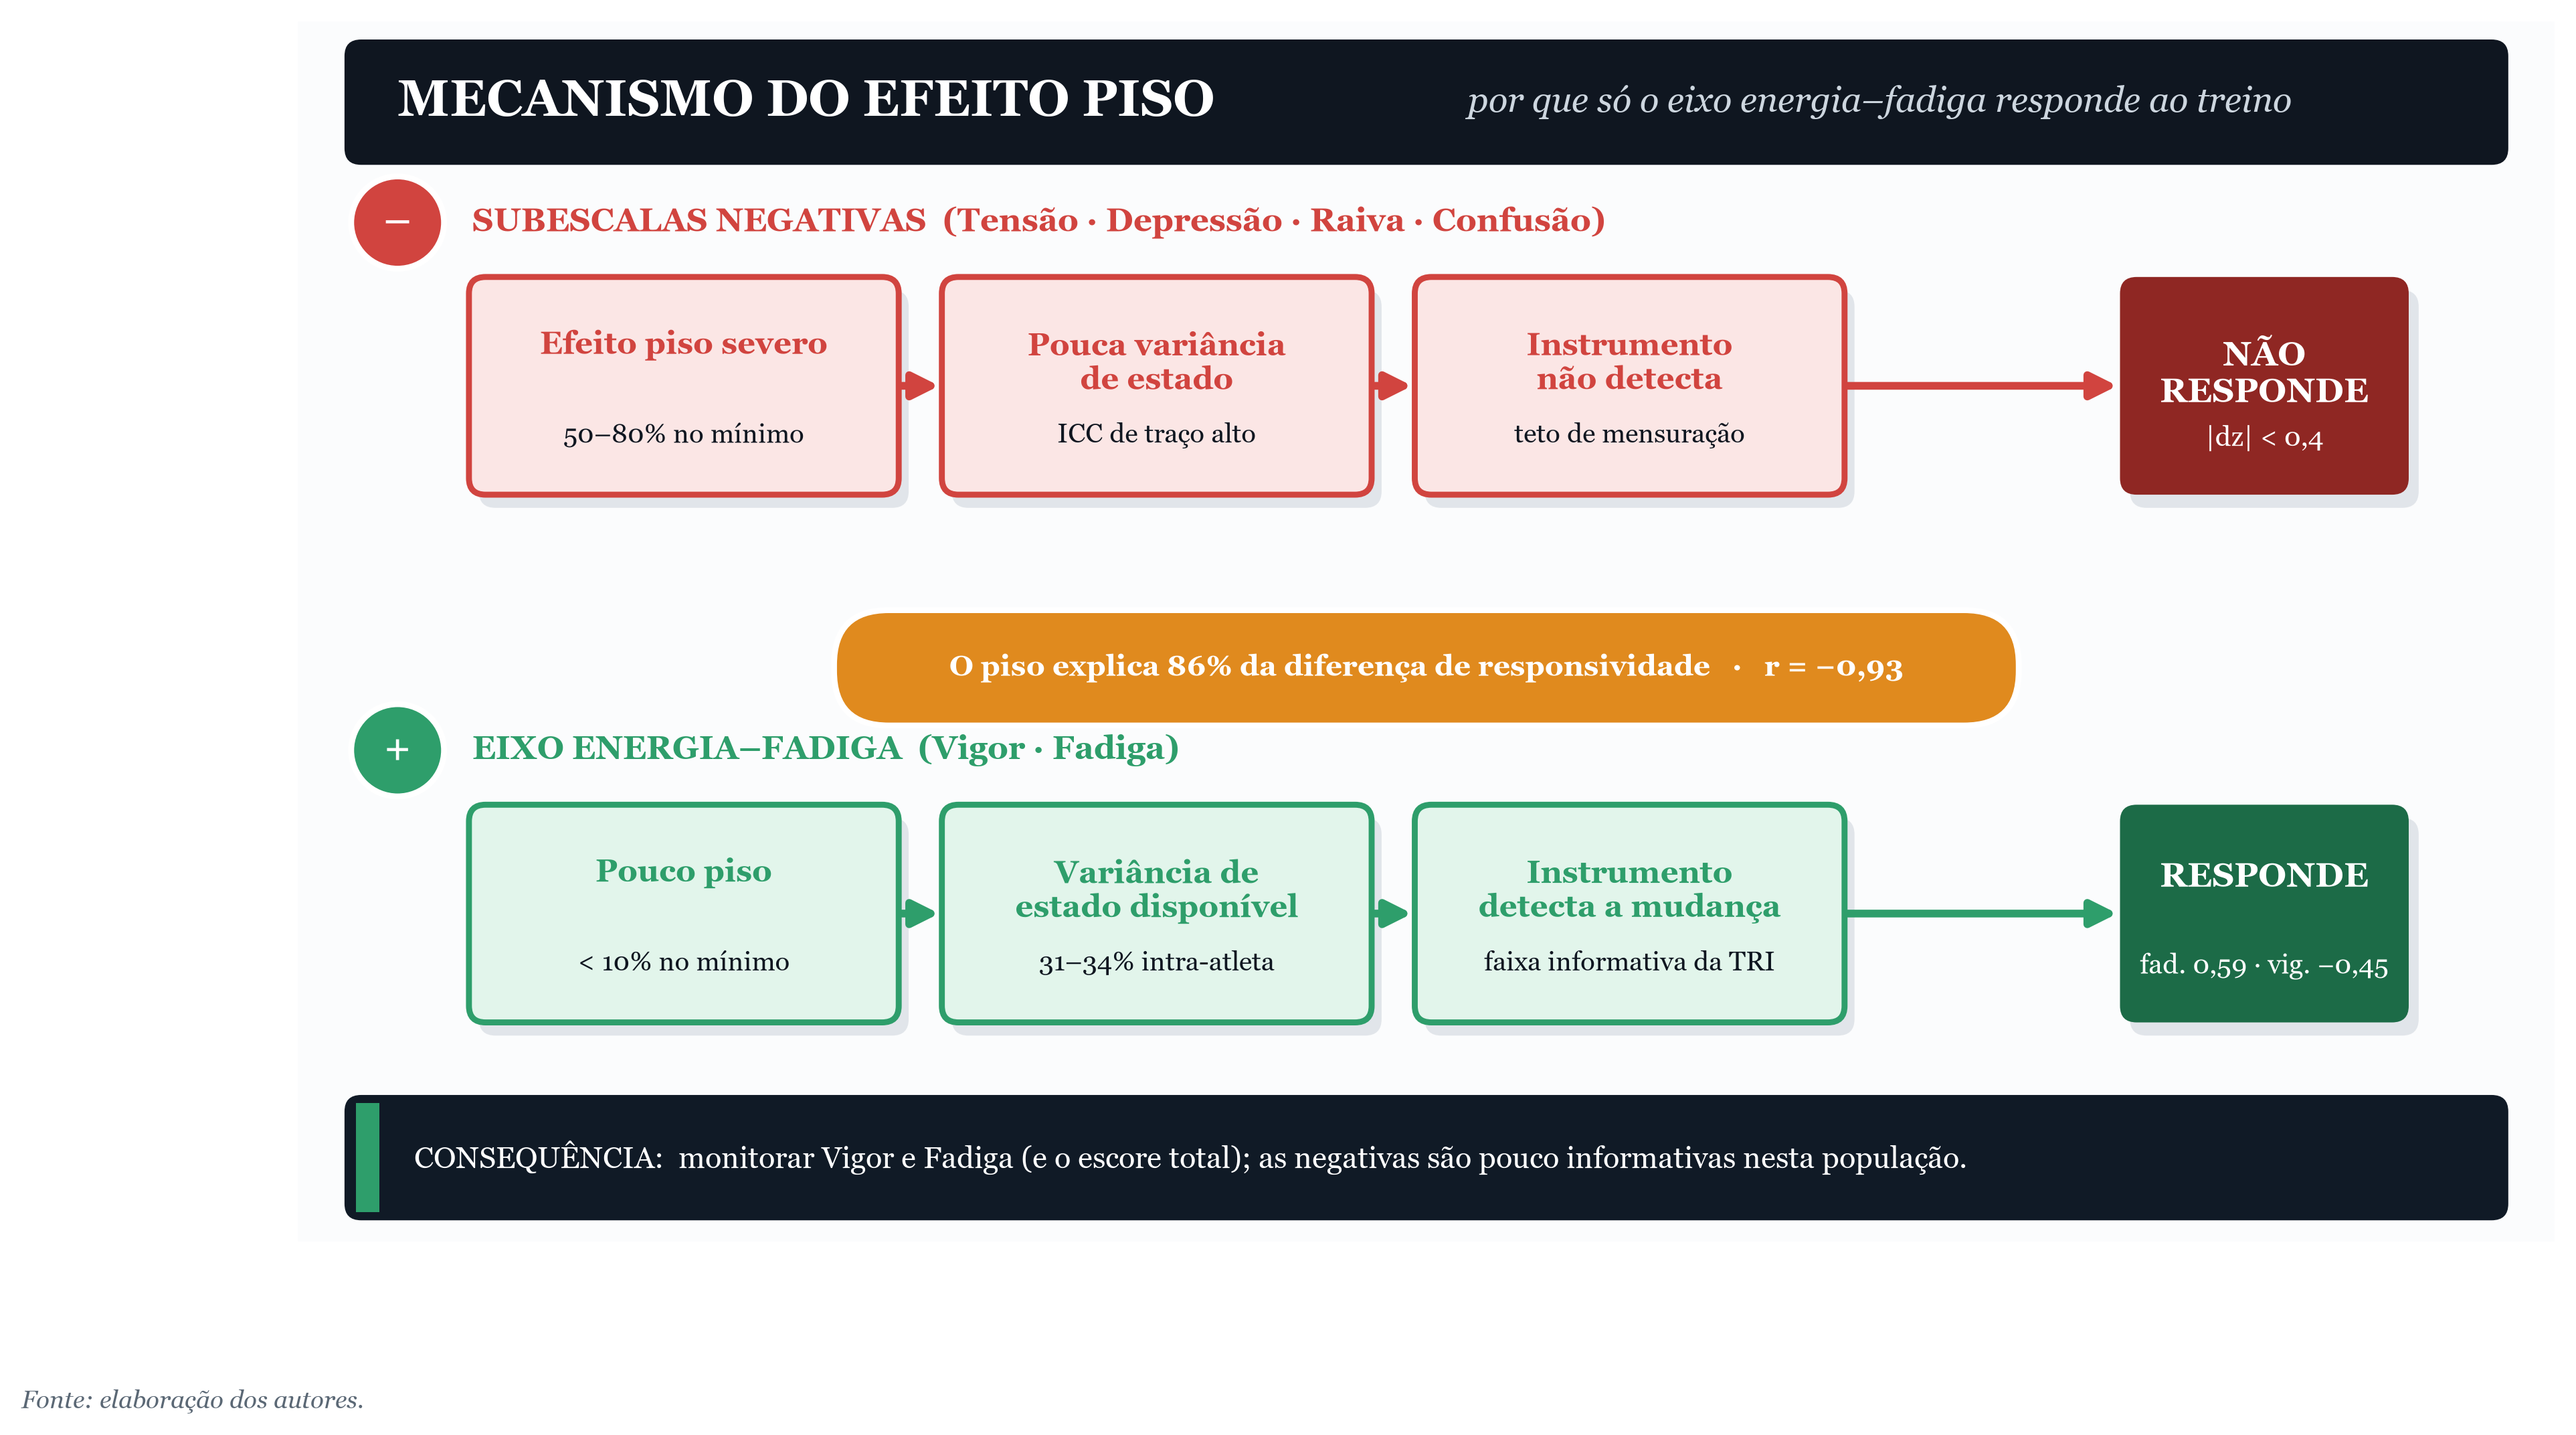 MECANISMO DO EFEITO PISO
por que só o eixo energia–fadiga responde ao treino
−
SUBESCALAS NEGATIVAS (Tensão · Depressão · Raiva · Confusão)
Efeito piso severo
50–80% no mínimo
Pouca variância
de estado
ICC de traço alto
Instrumento
não detecta
teto de mensuração
NÃO
RESPONDE
|dz| < 0,4
O piso explica 86% da diferença de responsividade · r = −0,93
+
EIXO ENERGIA–FADIGA (Vigor · Fadiga)
Pouco piso
< 10% no mínimo
Variância de
estado disponível
31–34% intra-atleta
Instrumento
detecta a mudança
faixa informativa da TRI
RESPONDE
fad. 0,59 · vig. −0,45
CONSEQUÊNCIA: monitorar Vigor e Fadiga (e o escore total); as negativas são pouco informativas nesta população.
Fonte: elaboração dos autores.